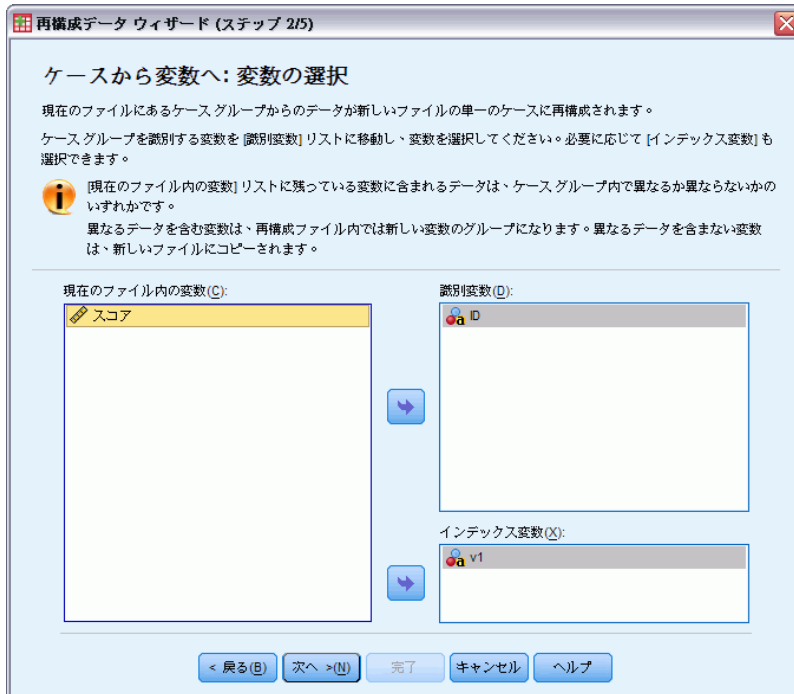 再構成データ ウィザード (ステップ 2/5)
ケースから変数へ: 変数の選択
現在のファイルにあるケース グループからのデータが新しいファイルの単一のケースに再構成されます。
ケース グループを識別する変数を [識別変数] リストに移動し、変数を選択してください。必要に応じて [インデックス変数] も
選択できます。
[現在のファイル内の変数] リストに残っている変数に含まれるデータは、ケース グループ内で異なるか異ならないかの
いずれかです。
異なるデータを含む変数は、再構成ファイル内では新しい変数のグループになります。異なるデータを含まない変数
は、新しいファイルにコピーされます。
現在のファイル内の変数(C):
スコア
識別変数(D):
ID
インデックス変数(X):
v1
< 戻る(B) 次へ >(N) 完了 キャンセル ヘルプ